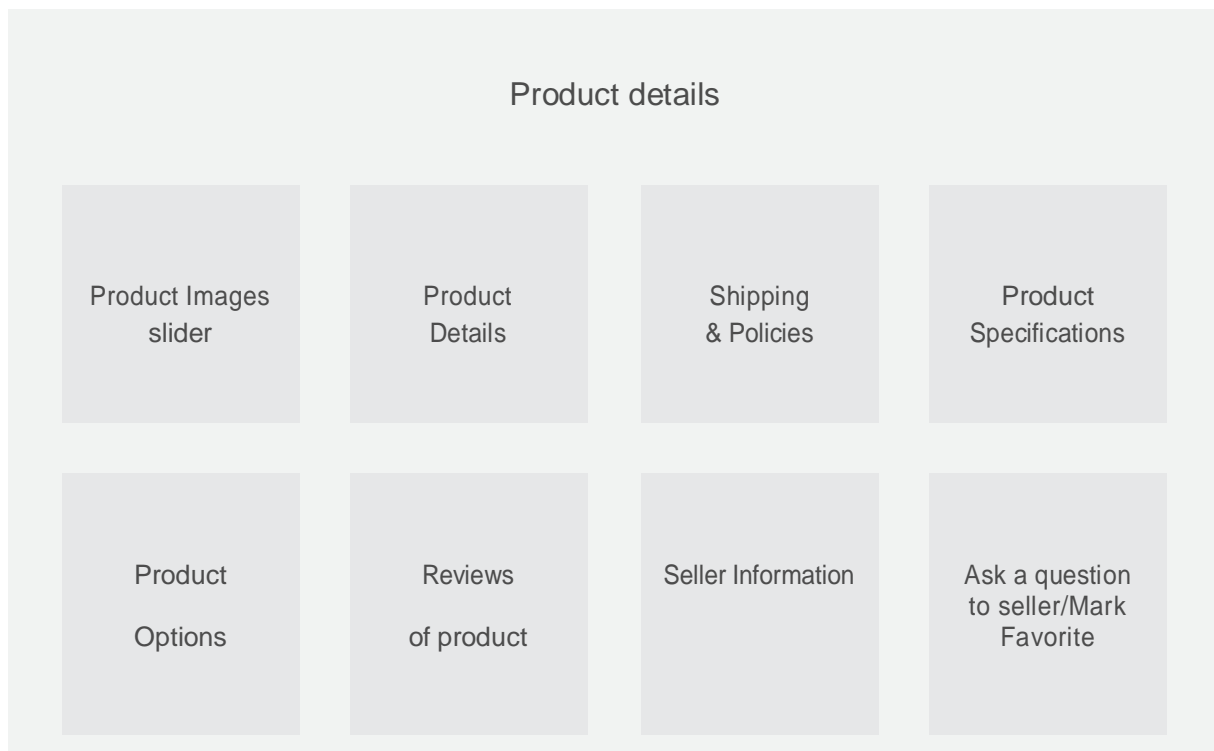 Product details
Product Images
slider
Product
Details
Shipping
& Policies
Product
Specifications
Product
Options
Reviews
of product
Seller Information
Ask a question
to seller/Mark
Favorite